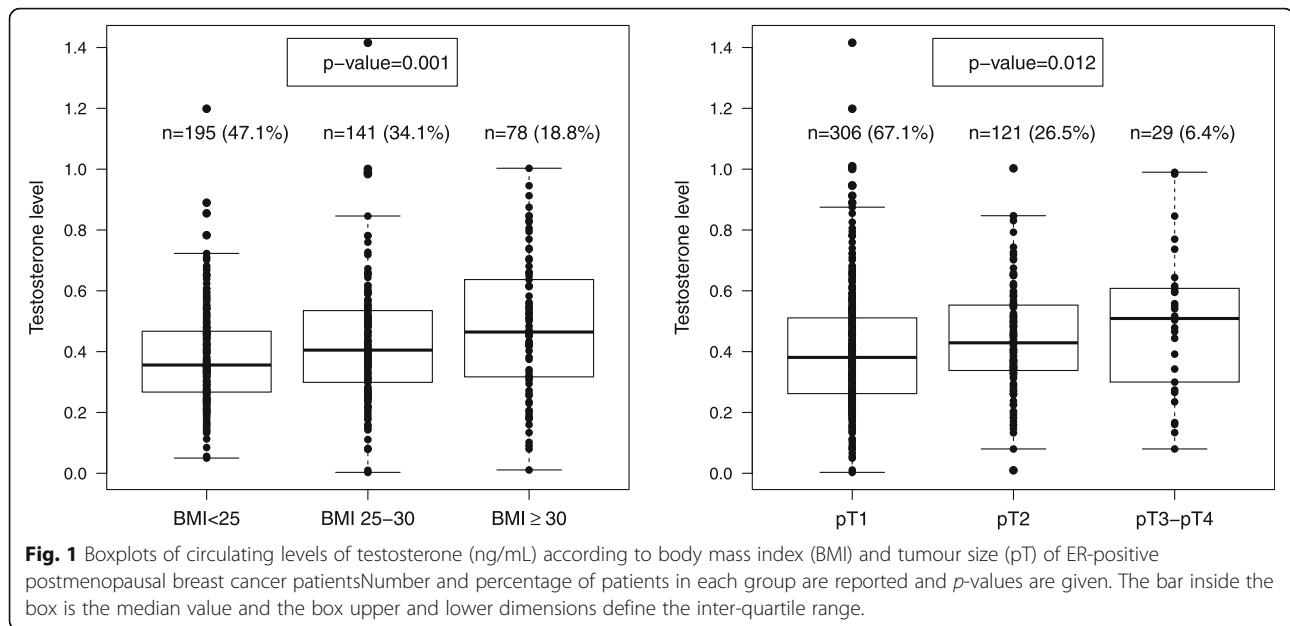 p−value=0.001
n=195 (47.1%) n=141 (34.1%) n=78 (18.8%)
Testosterone level
1.4
1.2
1.0
0.8
0.6
0.4
0.2
0.0
BMI<25 BMI 25−30 BMI ≥ 30
p−value=0.012
n=306 (67.1%) n=121 (26.5%) n=29 (6.4%)
Testosterone level
1.4
1.2
1.0
0.8
0.6
0.4
0.2
0.0
pT1 pT2 pT3−pT4
Fig. 1 Boxplots of circulating levels of testosterone (ng/mL) according to body mass index (BMI) and tumour size (pT) of ER-positive
postmenopausal breast cancer patientsNumber and percentage of patients in each group are reported and p-values are given. The bar inside the
box is the median value and the box upper and lower dimensions define the inter-quartile range.